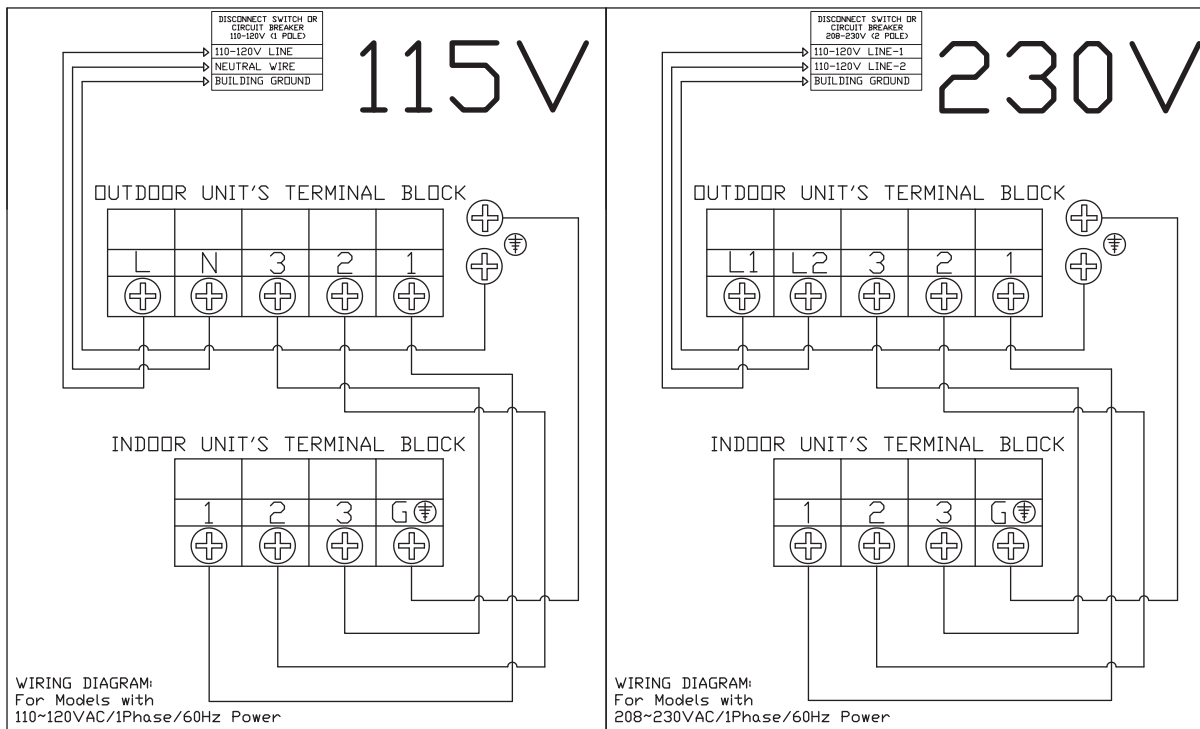 DISCONNECT SWITCH OR
CIRCUIT BREAKER
110-120V (1 POLE)
110-120V LINE
NEUTRAL WIRE
BUILDING GROUND
115V
OUTDOOR UNIT'S TERMINAL BLOCK
L N 3 2 1
INDOOR UNIT'S TERMINAL BLOCK
1 2 3 G
WIRING DIAGRAM:
For Models with
110~120VAC/1Phase/60Hz Power
DISCONNECT SWITCH OR
CIRCUIT BREAKER
208-230V (2 POLE)
110-120V LINE-1
110-120V LINE-2
BUILDING GROUND
230V
OUTDOOR UNIT'S TERMINAL BLOCK
L1 L2 3 2 1
INDOOR UNIT'S TERMINAL BLOCK
1 2 3 G
WIRING DIAGRAM:
For Models with
208~230VAC/1Phase/60Hz Power